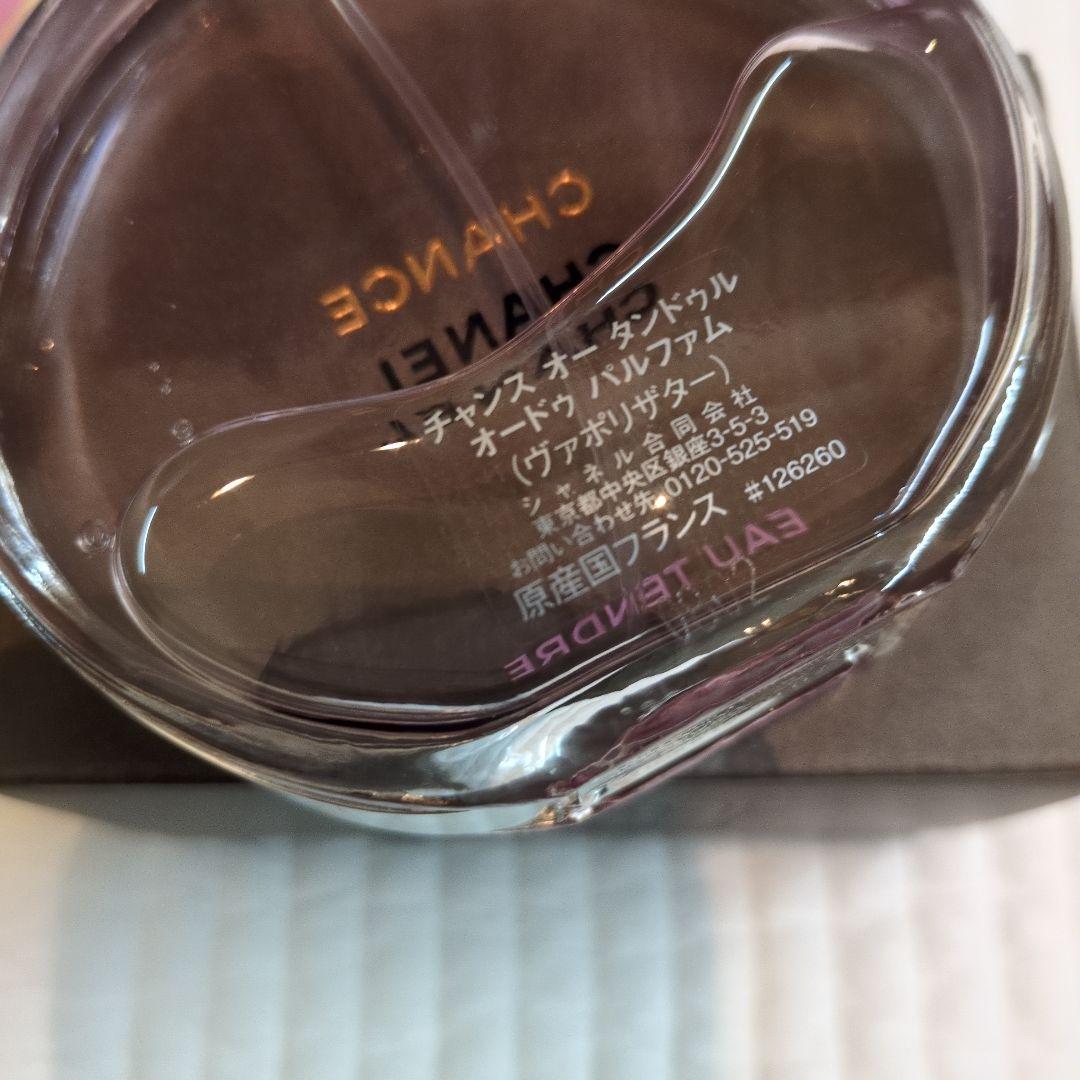 CHANCE
CHANEL
チャンス オー タンドゥル
オードゥ パルファム
(ヴァポリザター)
シャネル合同会社
東京都中央区銀座3-5-3
お問い合わせ先:0120-525-519
原産国フランス #126260
EAU TENDRE